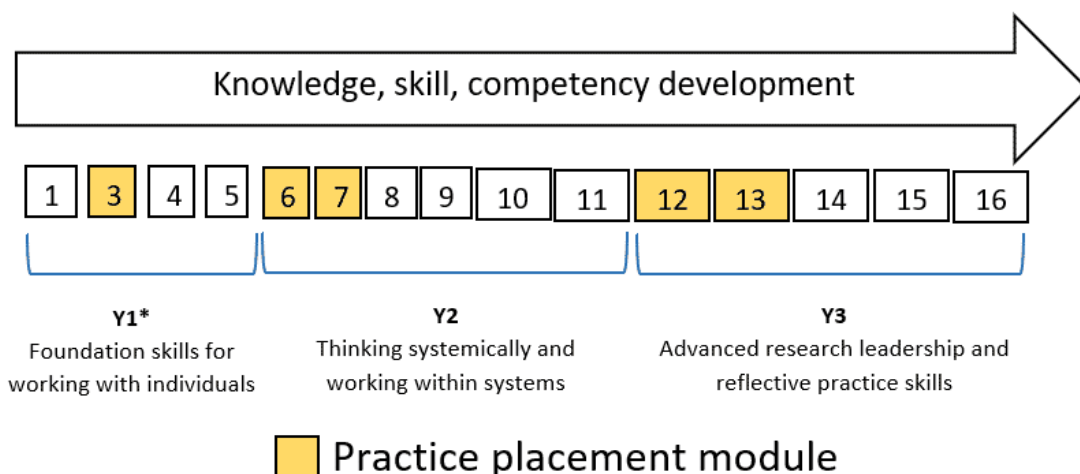 Knowledge, skill, competency development
1 3 4 5 6 7 8 9 10 11 12 13 14 15 16
Y1* Y2 Y3
Foundation skills for Thinking systemically and Advanced research leadership and
working with individuals working within systems reflective practice skills
Practice placement module